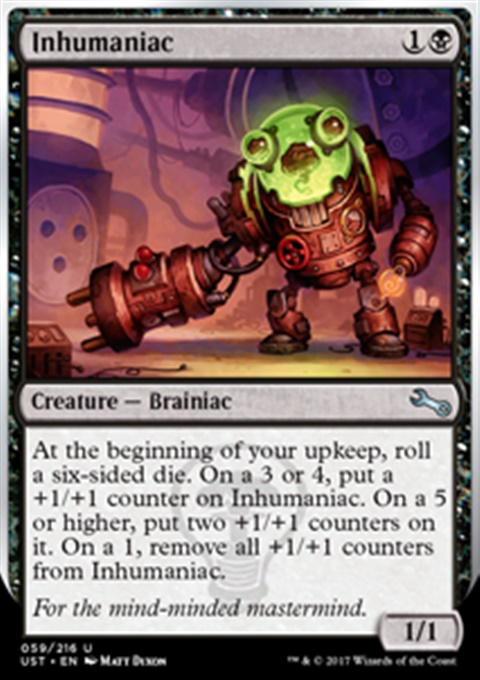 Inhumaniac 1
Creature — Brainiac
At the beginning of your upkeep, roll
a six-sided die. On a 3 or 4, put a
+1/+1 counter on Inhumaniac. On a 5
or higher, put two +1/+1 counters on
it. On a 1, remove all +1/+1 counters
from Inhumaniac.
For the mind-minded mastermind.
1/1
059/216 U
UST • EN Matt Dixon
™ & © 2017 Wizards of the Coast